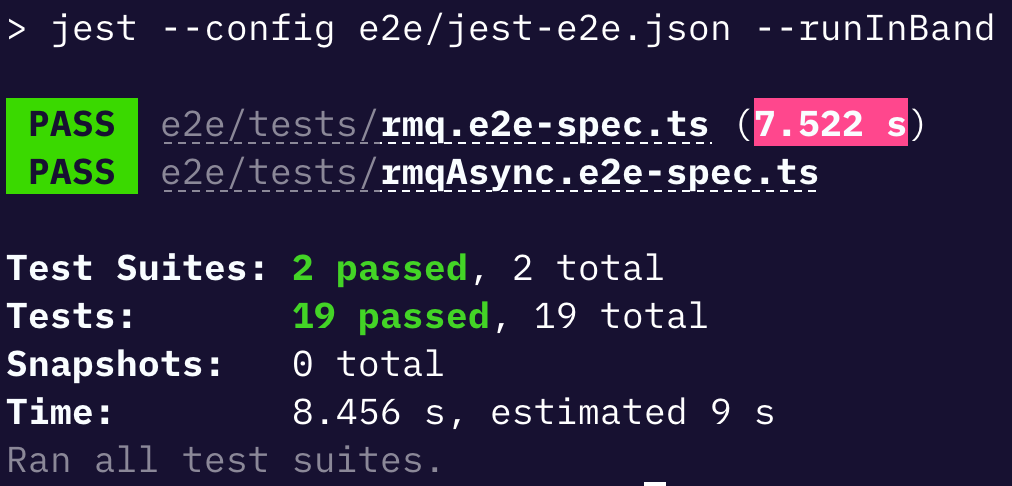 > jest --config e2e/jest-e2e.json --runInBand
PASS e2e/tests/rmq.e2e-spec.ts (7.522 s)
PASS e2e/tests/rmqAsync.e2e-spec.ts
Test Suites: 2 passed, 2 total
Tests: 19 passed, 19 total
Snapshots: 0 total
Time: 8.456 s, estimated 9 s
Ran all test suites.